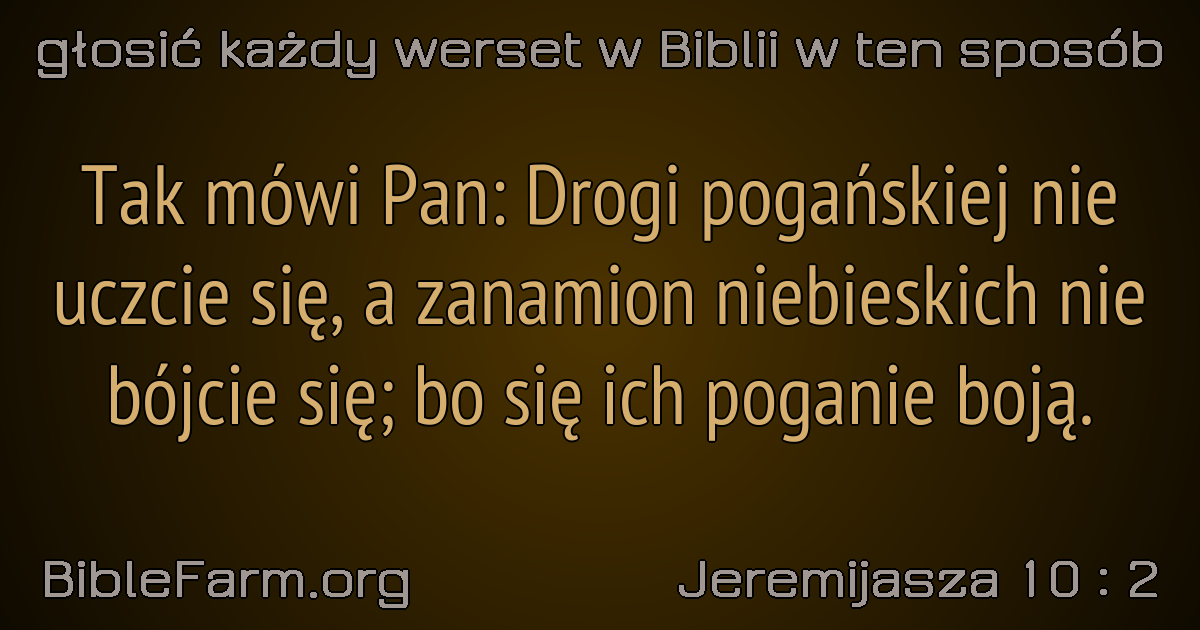 głosić każdy werset w Biblii w ten sposób
Tak mówi Pan: Drogi pogańskiej nie
uczcie się, a zanamion niebieskich nie
bójcie się; bo się ich poganie boją.
BibleFarm.org
Jeremijasza 10 : 2